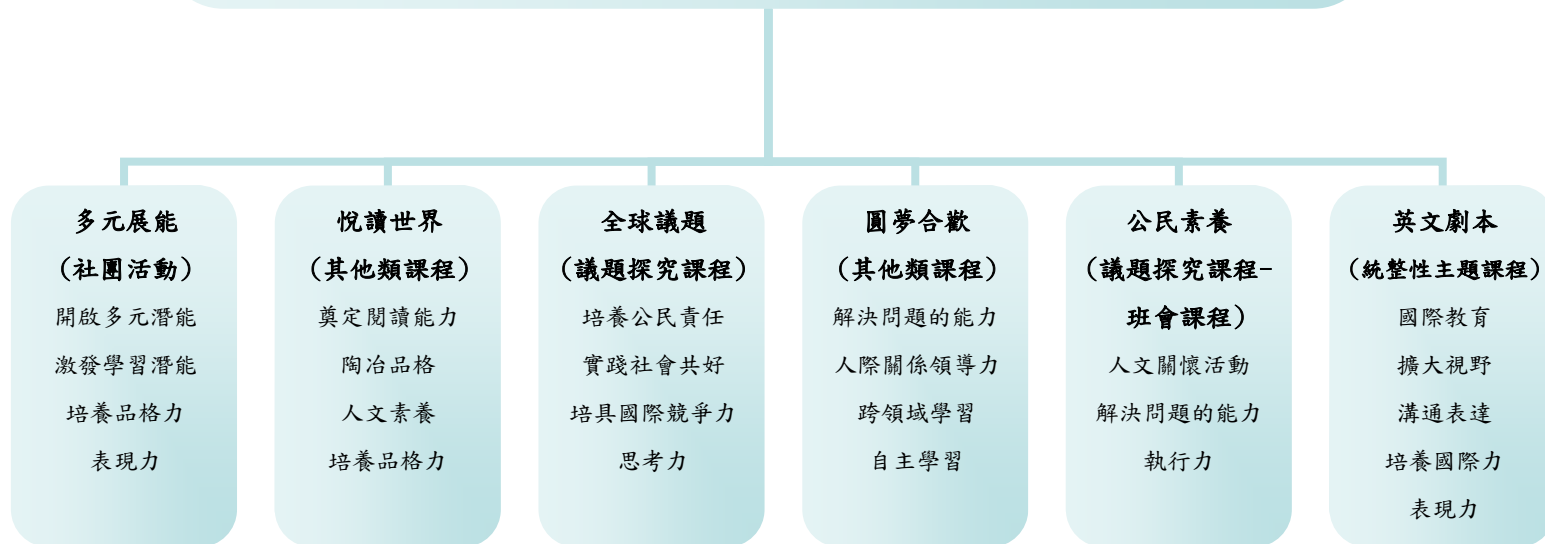 多元展能
(社團活動)
開啟多元潛能
激發學習潛能
培養品格力
表現力
悅讀世界
(其他類課程)
奠定閱讀能力
陶冶品格
人文素養
培養品格力
全球議題
(議題探究課程)
培養公民責任
實踐社會共好
培具國際競爭力
思考力
圓夢合歡
(其他類課程)
解決問題的能力
人際關係領導力
跨領域學習
自主學習
公民素養
(議題探究課程-
班會課程)
人文關懷活動
解決問題的能力
執行力
英文劇本
(統整性主題課程)
國際教育
擴大視野
溝通表達
培養國際力
表現力